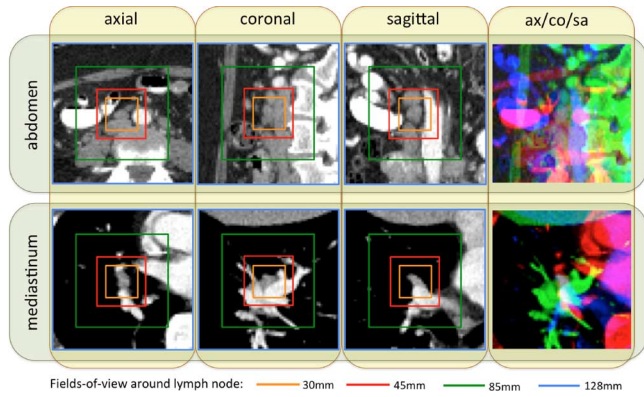 axial coronal sagittal ax/co/sa
abdomen
mediastinum
Fields-of-view around lymph node: 30mm 45mm 85mm 128mm